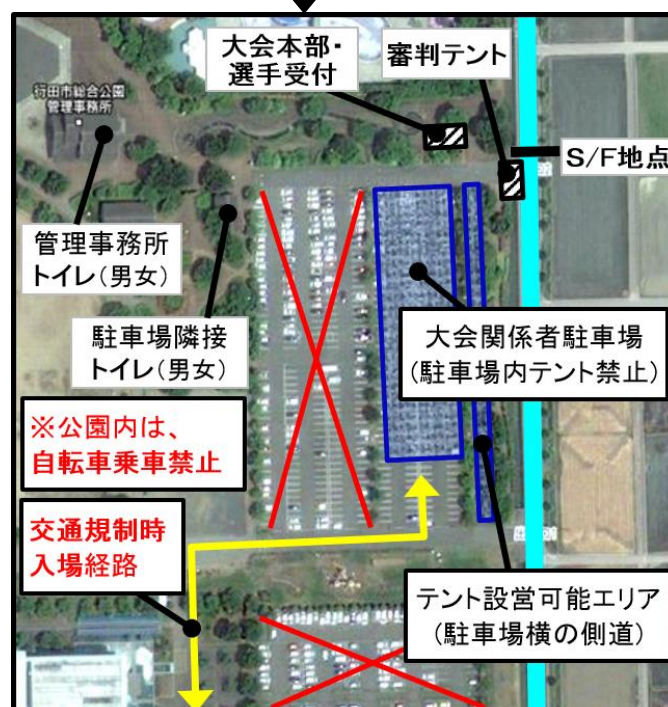 大会本部・
選手受付
審判テント
行田市総合公園
管理事務所
S/F地点
管理事務所
トイレ(男女)
駐車場隣接
トイレ(男女)
大会関係者駐車場
(駐車場内テント禁止)
※公園内は、
自転車乗車禁止
交通規制時
入場経路
テント設営可能エリア
(駐車場横の側道)